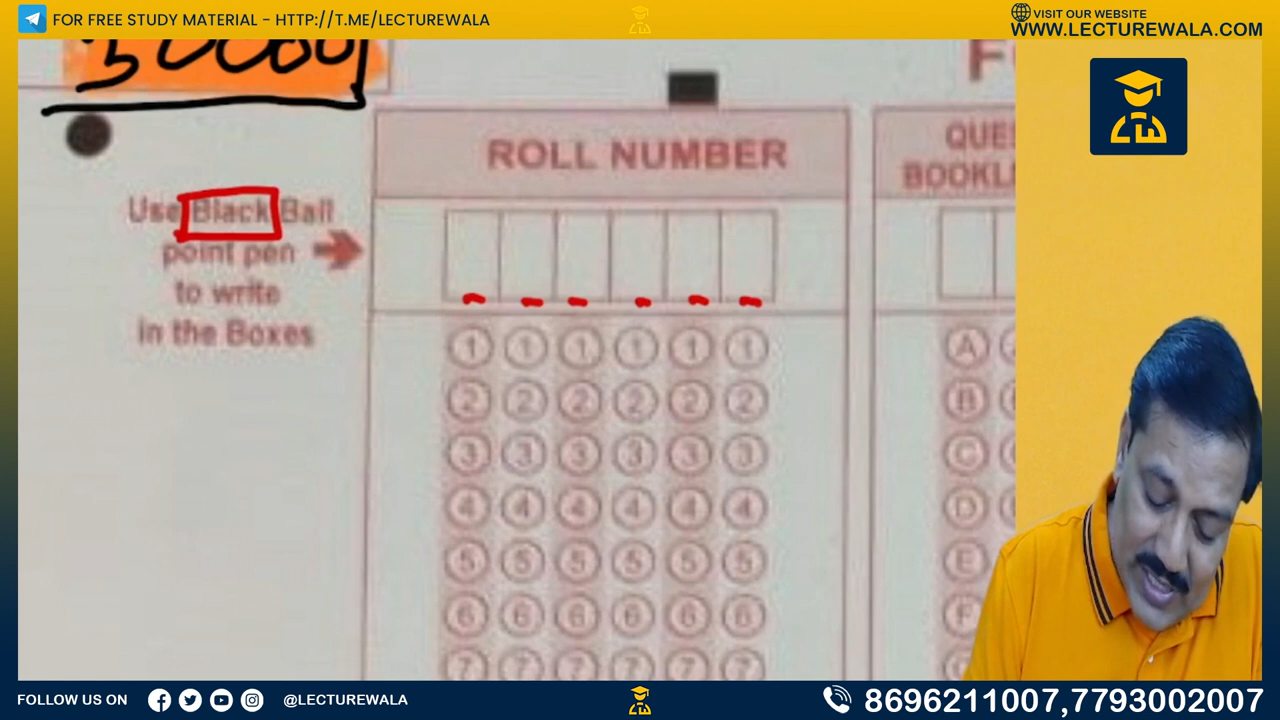 FOR FREE STUDY MATERIAL - HTTP://T.ME/LECTUREWALA
VISIT OUR WEBSITE
WWW.LECTUREWALA.COM
ROLL NUMBER
Use Black Ball
point pen
to write
in the Boxes
1 1 1 1 1 1
2 2 2 2 2 2
3 3 3 3 3 3
4 4 4 4 4 4
5 5 5 5 5 5
6 6 6 6 6 6
7 7 7 7 7 7
QUES
BOOKL
A
B
C
D
E
F
FOLLOW US ON
@LECTUREWALA
8696211007,7793002007